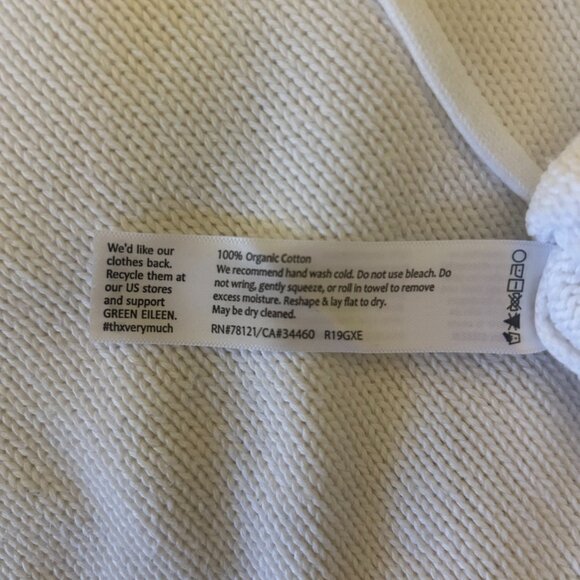 We'd like our
clothes back.
Recycle them at
our US stores
and support
GREEN EILEEN.
#thxverymuch
100% Organic Cotton
We recommend hand wash cold. Do not use bleach. Do
not wring, gently squeeze, or roll in towel to remove
excess moisture. Reshape & lay flat to dry.
May be dry cleaned.
RN#78121/CA#34460 R19GXE